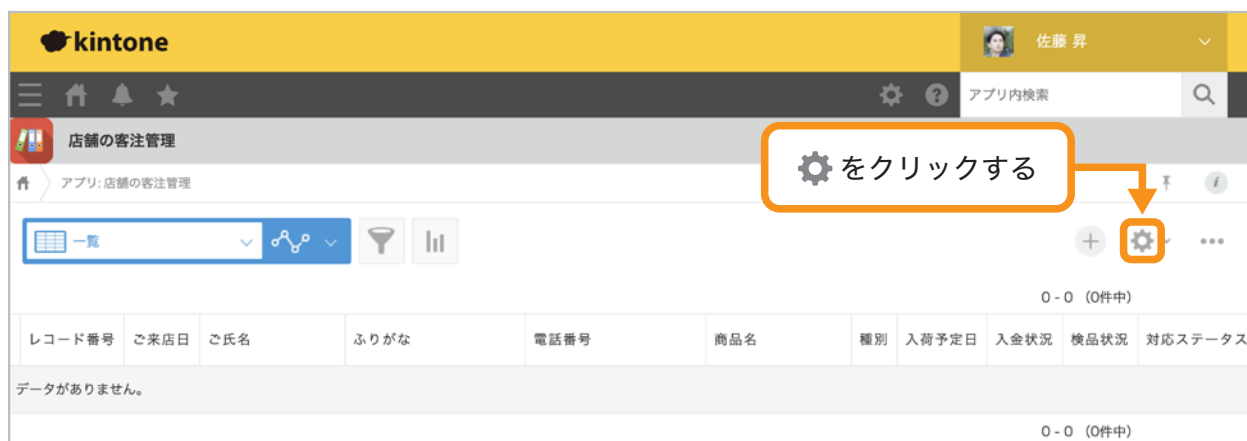 kintone
佐藤 昇
アプリ内検索
店舗の客注管理
をクリックする
アプリ: 店舗の客注管理
一覧
0 - 0 (0件中)
レコード番号 ご来店日 ご氏名 ふりがな 電話番号 商品名 種別 入荷予定日 入金状況 検品状況 対応ステータス
データがありません。
0 - 0 (0件中)